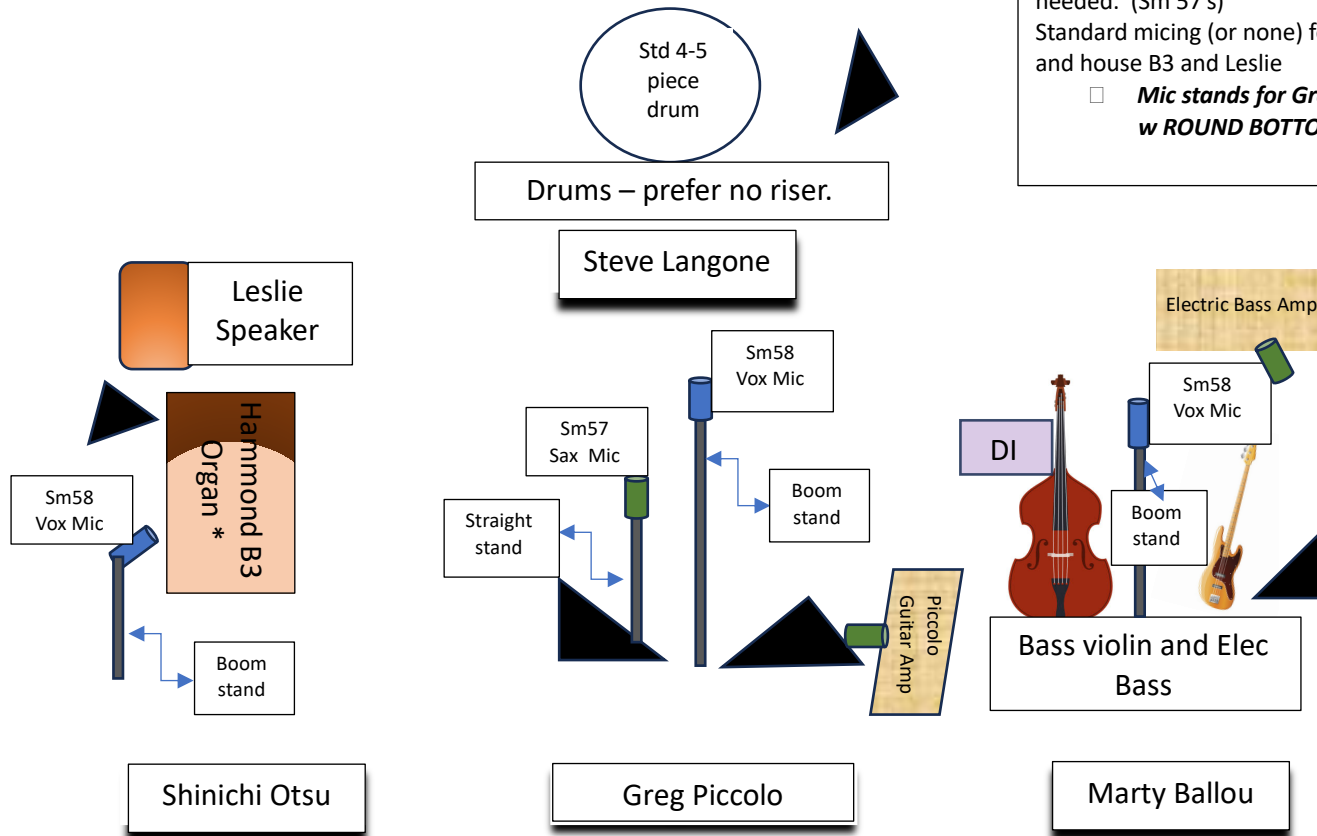 needed. (Sm 57's)
Standard micing (or none)
and house B3 and Leslie
Mic stands for
w ROUND
Std 4-5
piece
drum
Drums – prefer no riser.
Steve Langone
Leslie
Speaker
Electric Bass Amp
Sm58
Vox Mic
Sm58
Vox Mic
Hammond B3
Organ *
Sm57
Sax Mic
DI
Sm58
Vox Mic
Boom
stand
Straight
stand
Boom
stand
Piccolo
Guitar Amp
Bass violin and Elec
Bass
Boom
stand
Shinichi Otsu
Greg Piccolo
Marty Ballou